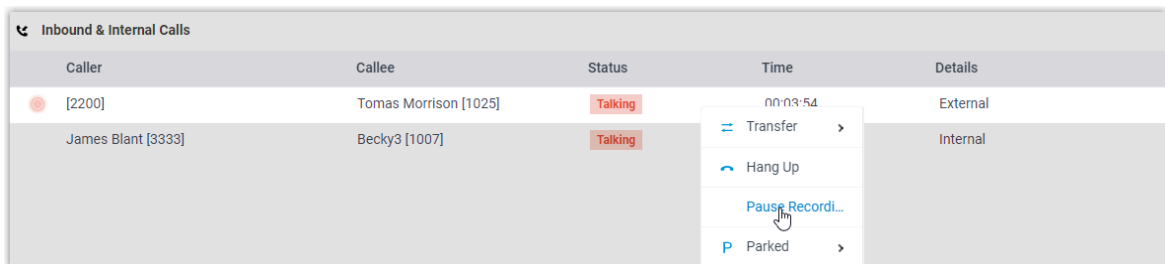 Inbound & Internal Calls
Caller Callee Status Time Details
[2200] Tomas Morrison [1025] Talking 00:03:54 External
James Blant [3333] Becky3 [1007] Talking Internal
Transfer
Hang Up
Pause Recordi...
P Parked